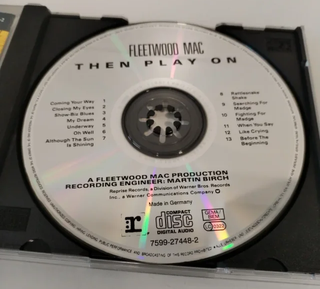 FLEETWOOD MAC
THEN PLAY ON
Coming Your Way 1
Closing My Eyes 2
Show-Biz Blues 3
My Dream 4
Underway 5
Oh Well 6
Although The Sun 7
Is Shining
8 Rattlesnake
Shake
9 Searching For
Madge
10 Fighting For
Madge
11 When You Say
12 Like Crying
13 Before The
Beginning
A FLEETWOOD MAC PRODUCTION
RECORDING ENGINEER: MARTIN BIRCH
Reprise Records, a Division of Warner Bros. Records
Inc., a Warner Communications Company
Made in Germany
r
COMPACT
disc
DIGITAL AUDIO
GEMA
BIEM
7599-27448-2